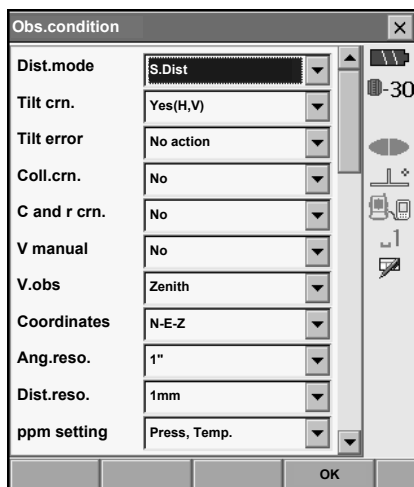 Obs.condition
Dist.mode S.Dist
Tilt crn. Yes(H,V)
Tilt error No action
Coll.crn. No
C and r crn. No
V manual No
V.obs Zenith
Coordinates N-E-Z
Ang.reso. 1"
Dist.reso. 1mm
ppm setting Press, Temp.
OK
-30
1